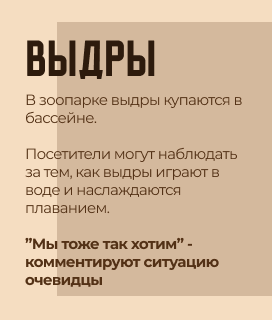 ВЫДРЫ
В зоопарке выдры купаются в
бассейне.
Посетители могут наблюдать
за тем, как выдры играют в
воде и наслаждаются
плаванием.
”Мы тоже так хотим” -
комментируют ситуацию
очевидцы